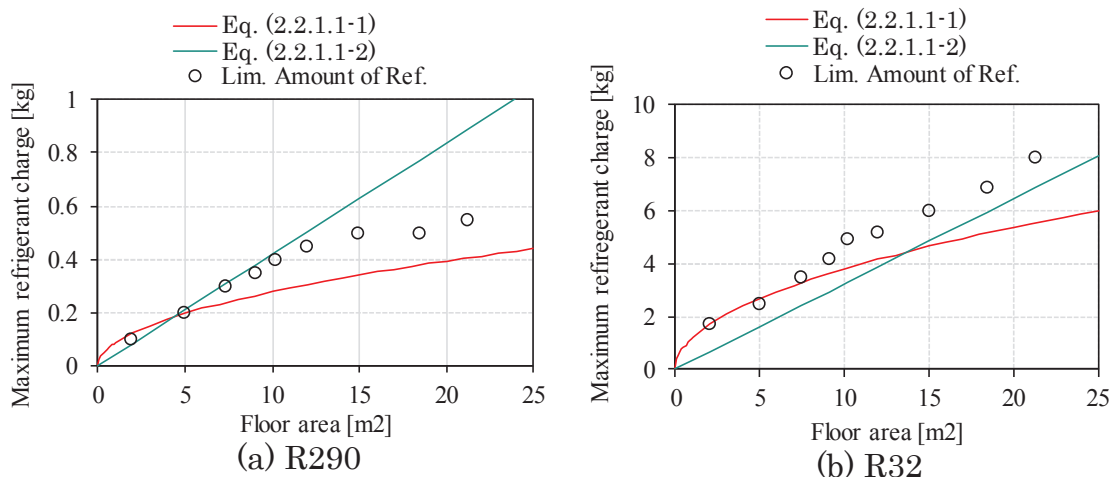 Eq. (2.2.1.1-1)
Eq. (2.2.1.1-2)
Lim. Amount of Ref.
Maximum refrigerant charge [kg]
1
0.8
0.6
0.4
0.2
0
0 5 10 15 20 25
Floor area [m2]
(a) R290
Eq. (2.2.1.1-1)
Eq. (2.2.1.1-2)
Lim. Amount of Ref.
Maximum refiregerant charge [kg]
10
8
6
4
2
0
0 5 10 15 20 25
Floor area [m2]
(b) R32